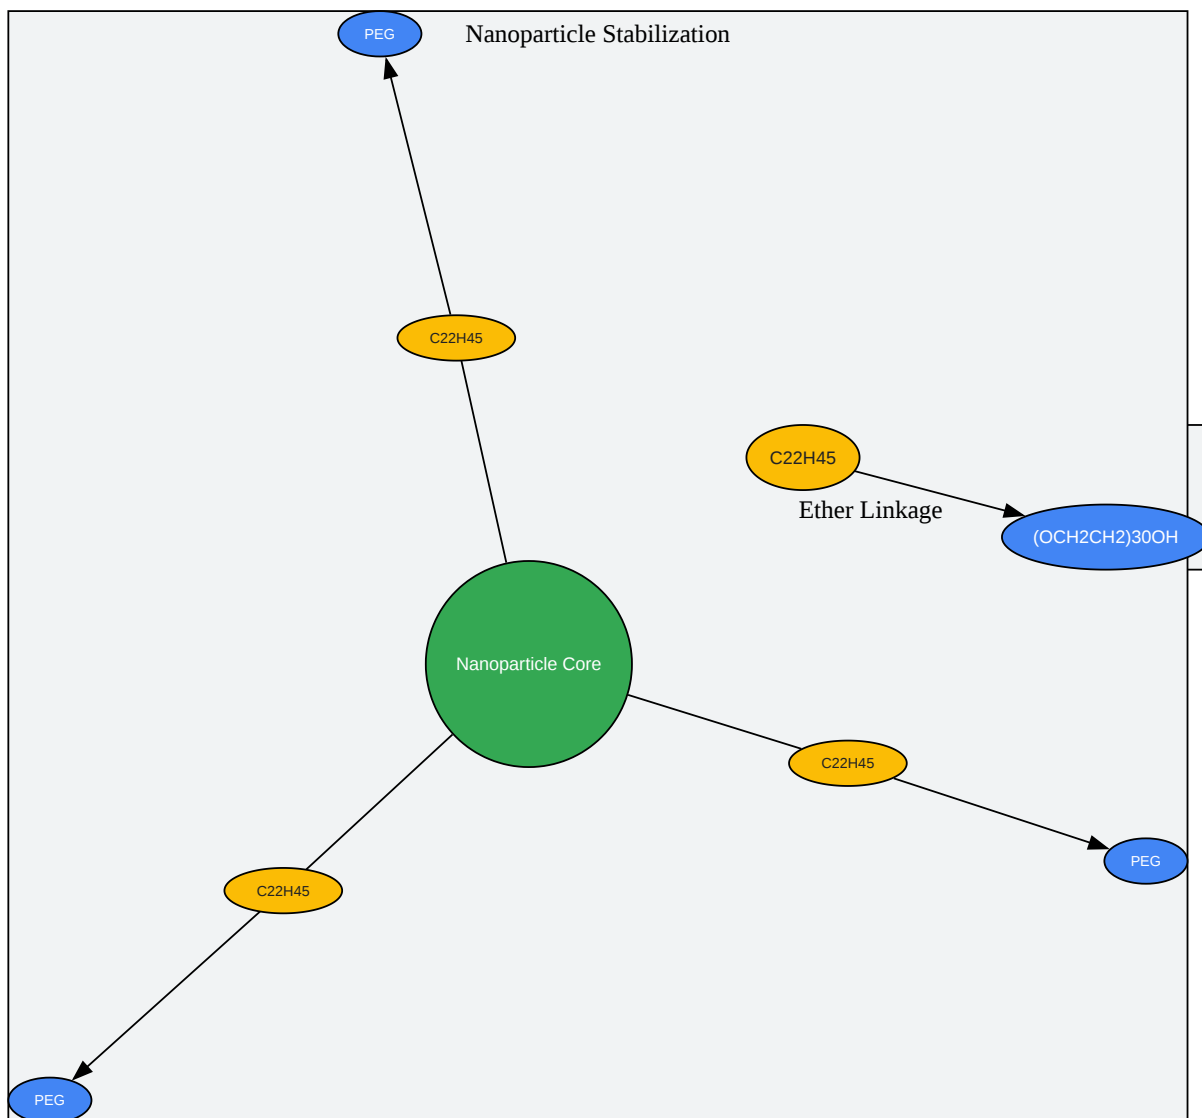 PEG
Nanoparticle Stabilization
C22H45
C22H45
Ether Linkage
(OCH2CH2)30OH
Nanoparticle Core
C22H45
PEG
C22H45
PEG